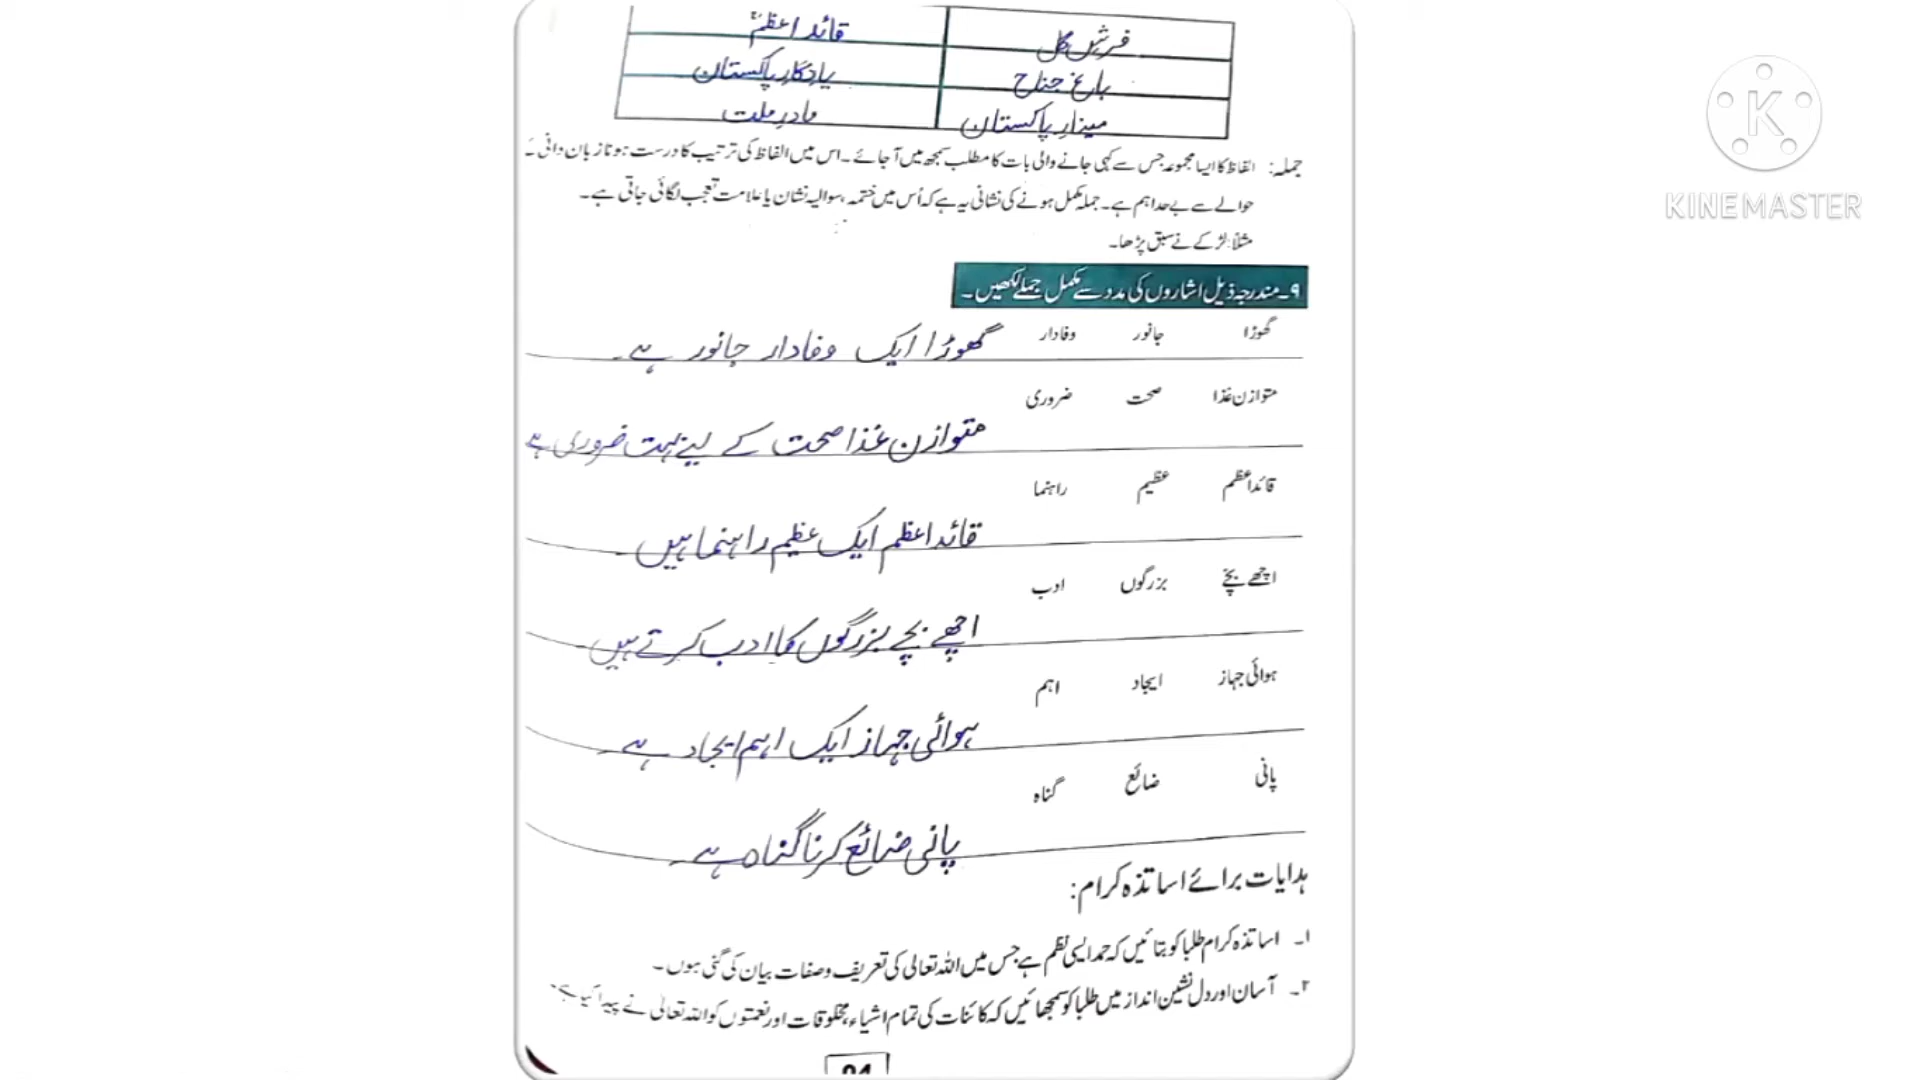 فرشِ گل قائد اعظمؒ
باغِ جناح یادگارِ پاکستان
مینارِ پاکستان مادرِ ملت
جملہ: الفاظ کا ایسا مجموعہ جس سے کہی جانے والی بات کا مطلب سمجھ میں آ جائے۔ اس میں الفاظ کی ترتیب کا درست ہونا زبان دانی کے
حوالے سے بے حد اہم ہے۔ جملہ مکمل ہونے کی نشانی یہ ہے کہ اُس میں ختمہ، سوالیہ نشان یا علامت تعجب لگائی جاتی ہے۔
مثلاً: لڑکے نے سبق پڑھا۔
۹۔ مندرجہ ذیل اشاروں کی مدد سے مکمل جملے لکھیں۔
گھوڑا جانور وفادار
گھوڑا ایک وفادار جانور ہے۔
متوازن غذا صحت ضروری
متوازن غذا صحت کے لیئے بہت ضروری ہے
قائداعظم عظیم راہنما
قائد اعظم ایک عظیم راہنما ہیں۔
اچھے بچے بزرگوں ادب
اچھے بچے بزرگوں کا ادب کرتے ہیں۔
ہوائی جہاز ایجاد اہم
ہوائی جہاز ایک اہم ایجاد ہے۔
پانی ضائع گناہ
پانی ضائع کرنا گناہ ہے۔
ہدایات برائے اساتذہ کرام:
۱۔ اساتذہ کرام طلبا کو بتائیں کہ حمد ایسی نظم ہے جس میں اللہ تعالی کی تعریف و صفات بیان کی گئی ہوں۔
۲۔ آسان اور دل نشین انداز میں طلبا کو سمجھائیں کہ کائنات کی تمام اشیاء، مخلوقات اور نعمتوں کو اللہ تعالی نے پیدا کیا ہے۔
KINEMASTER